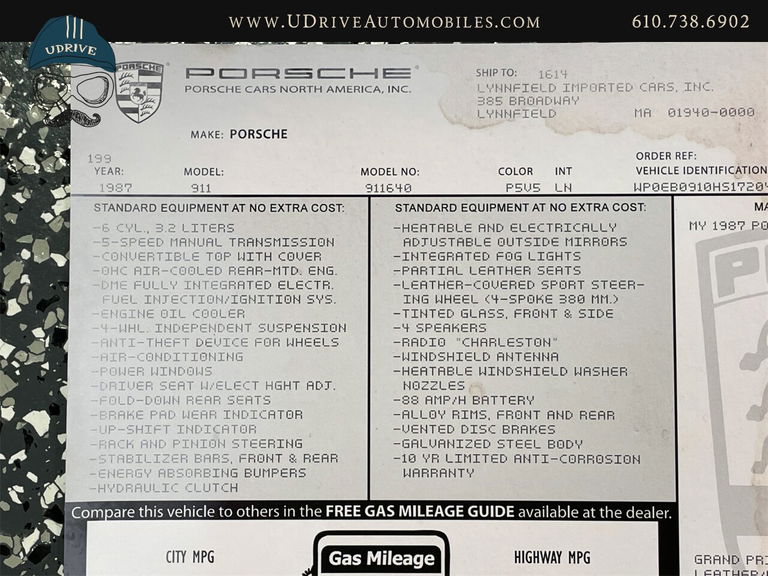 www.UDriveAutomobiles.com 610.738.6902
UDRIVE
PORSCHE
PORSCHE
PORSCHE CARS NORTH AMERICA, INC.
SHIP TO: 1614
LYNNFIELD IMPORTED CARS, INC.
385 BROADWAY
LYNNFIELD MA 01940-0000
MAKE: PORSCHE
199
ORDER REF:
YEAR: MODEL: MODEL NO: COLOR INT VEHICLE IDENTIFICATION
1987 911 911640 P5V5 LN WP0EB0910HS17204
STANDARD EQUIPMENT AT NO EXTRA COST:
-6 CYL., 3.2 LITERS
-5-SPEED MANUAL TRANSMISSION
-CONVERTIBLE TOP WITH COVER
-OHC AIR-COOLED REAR-MTD. ENG.
-DME FULLY INTEGRATED ELECTR.
FUEL INJECTION/IGNITION SYS.
-ENGINE OIL COOLER
-4-WHL. INDEPENDENT SUSPENSION
-ANTI-THEFT DEVICE FOR WHEELS
-AIR-CONDITIONING
-POWER WINDOWS
-DRIVER SEAT W/ELECT HGHT ADJ.
-FOLD-DOWN REAR SEATS
-BRAKE PAD WEAR INDICATOR
-UP-SHIFT INDICATOR
-RACK AND PINION STEERING
-STABILIZER BARS, FRONT & REAR
-ENERGY ABSORBING BUMPERS
-HYDRAULIC CLUTCH
STANDARD EQUIPMENT AT NO EXTRA COST:
-HEATABLE AND ELECTRICALLY
ADJUSTABLE OUTSIDE MIRRORS
-INTEGRATED FOG LIGHTS
-PARTIAL LEATHER SEATS
-LEATHER-COVERED SPORT STEER-
ING WHEEL (4-SPOKE 380 MM.)
-TINTED GLASS, FRONT & SIDE
-4 SPEAKERS
-RADIO "CHARLESTON"
-WINDSHIELD ANTENNA
-HEATABLE WINDSHIELD WASHER
NOZZLES
-88 AMP/H BATTERY
-ALLOY RIMS, FRONT AND REAR
-VENTED DISC BRAKES
-GALVANIZED STEEL BODY
-10 YR LIMITED ANTI-CORROSION
WARRANTY
MA
MY 1987 PO
PO
GRAND PRI
LEATHER/
Compare this vehicle to others in the FREE GAS MILEAGE GUIDE available at the dealer.
CITY MPG Gas Mileage HIGHWAY MPG